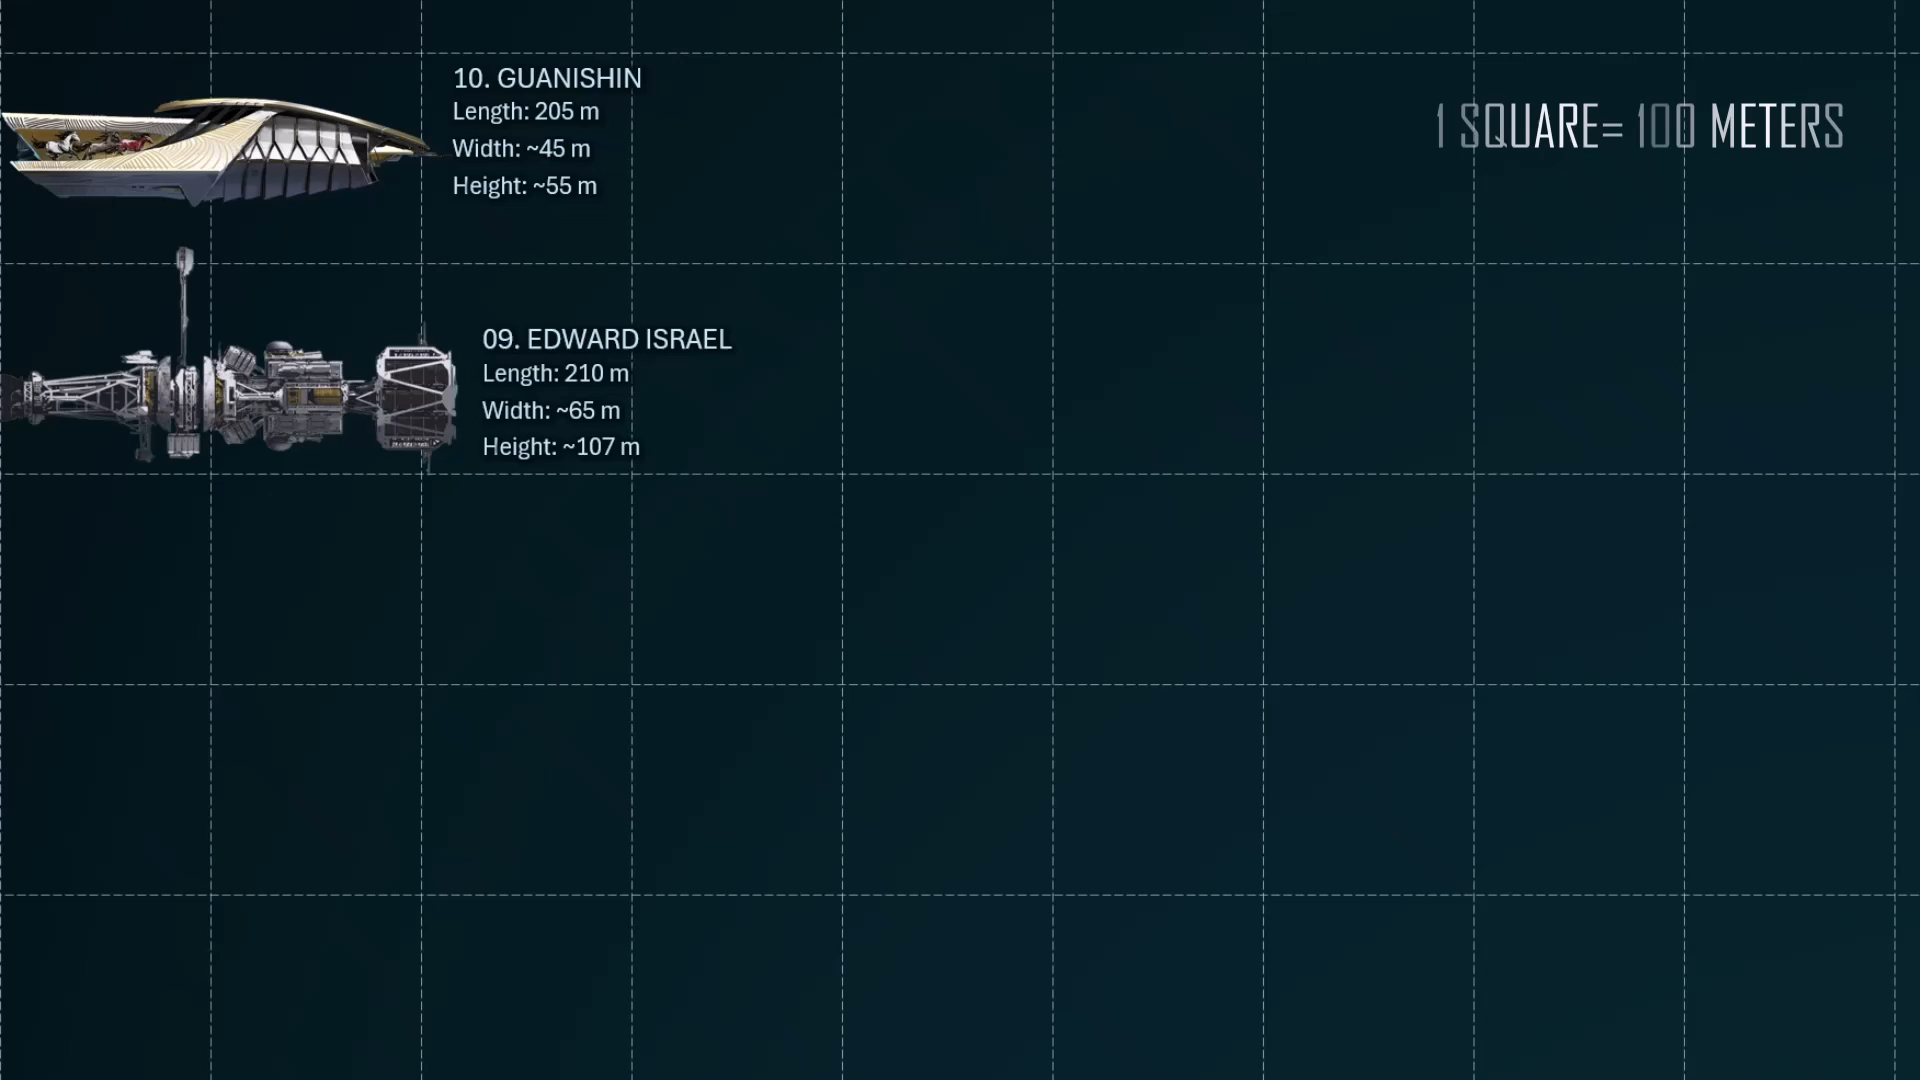 10. GUANISHIN
Length: 205 m
Width: ~45 m
Height: ~55 m
1 SQUARE= 100 METERS
09. EDWARD ISRAEL
Length: 210 m
Width: ~65 m
Height: ~107 m